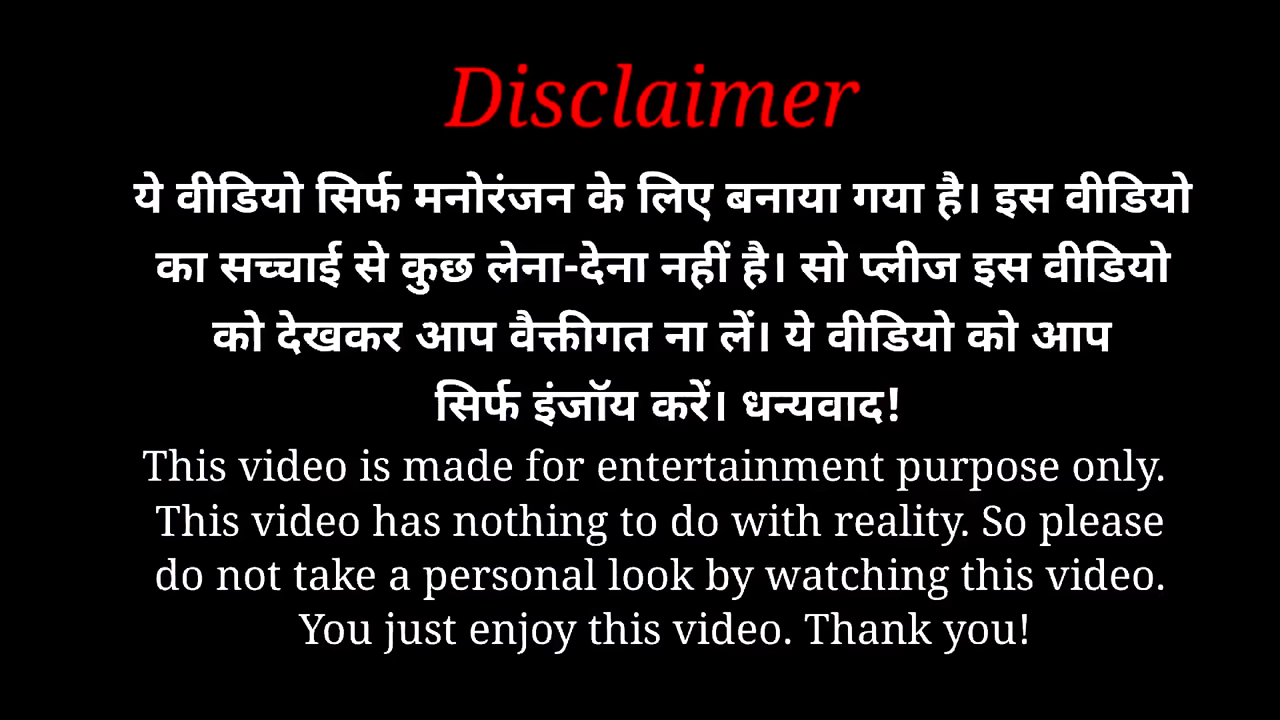 Disclaimer
ये वीडियो सिर्फ मनोरंजन के लिए बनाया गया है। इस वीडियो
का सच्चाई से कुछ लेना-देना नहीं है। सो प्लीज इस वीडियो
को देखकर आप वैक्तीगत ना लें। ये वीडियो को आप
सिर्फ इंजॉय करें। धन्यवाद!
This video is made for entertainment purpose only.
This video has nothing to do with reality. So please
do not take a personal look by watching this video.
You just enjoy this video. Thank you!